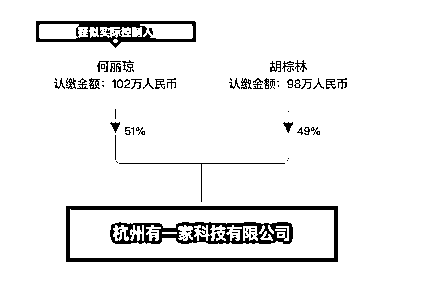 疑似实际控制人
何丽琼
认缴金额：102万人民币
胡棕林
认缴金额：98万人民币
51%
49%
杭州有一家科技有限公司